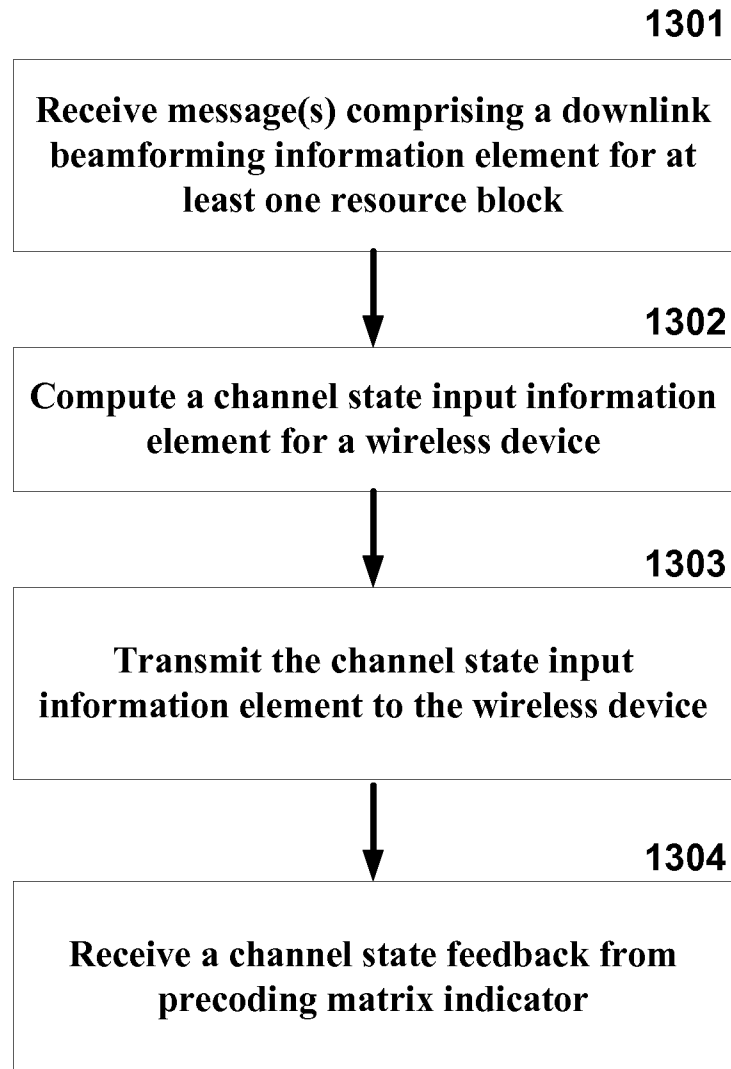 1301
Receive message(s) comprising a downlink
beamforming information element for at
least one resource block
1302
Compute a channel state input information
element for a wireless device
1303
Transmit the channel state input
information element to the wireless device
1304
Receive a channel state feedback from
precoding matrix indicator